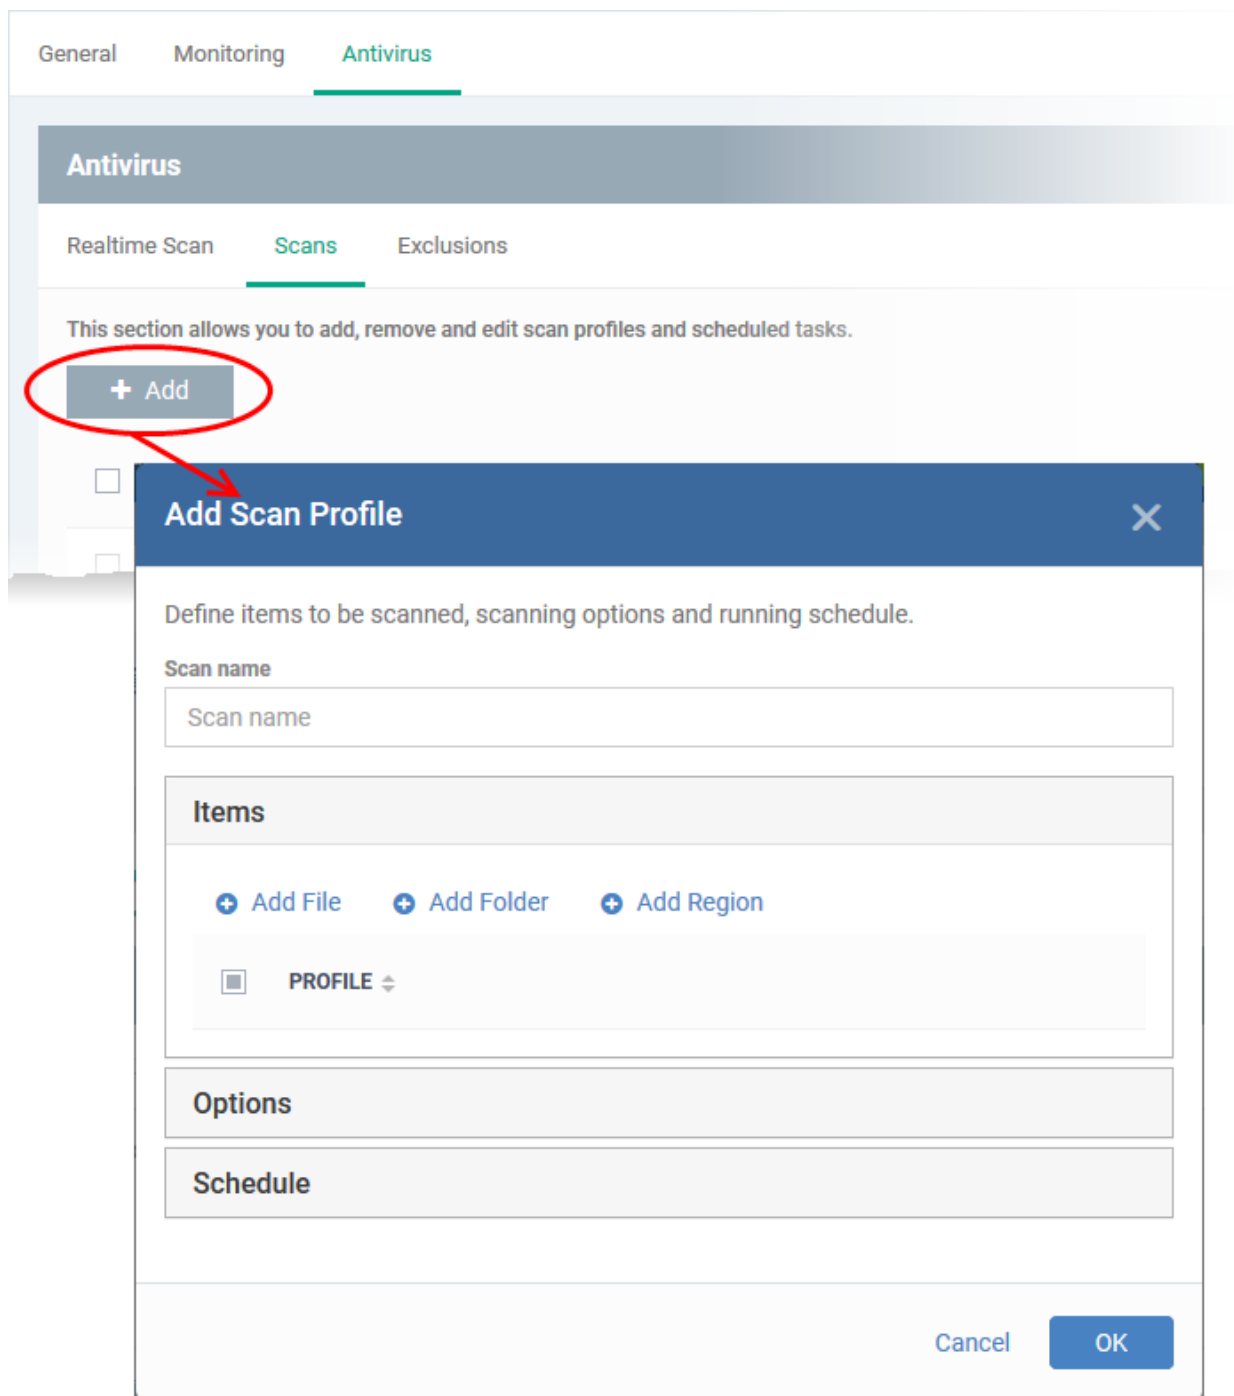 General Monitoring Antivirus
Antivirus
Realtime Scan Scans Exclusions
This section allows you to add, remove and edit scan profiles and scheduled tasks.
Add
Add Scan Profile
Define items to be scanned, scanning options and running schedule.
Scan name
Scan name
Items
Add File Add Folder Add Region
PROFILE
Options
Schedule
Cancel OK